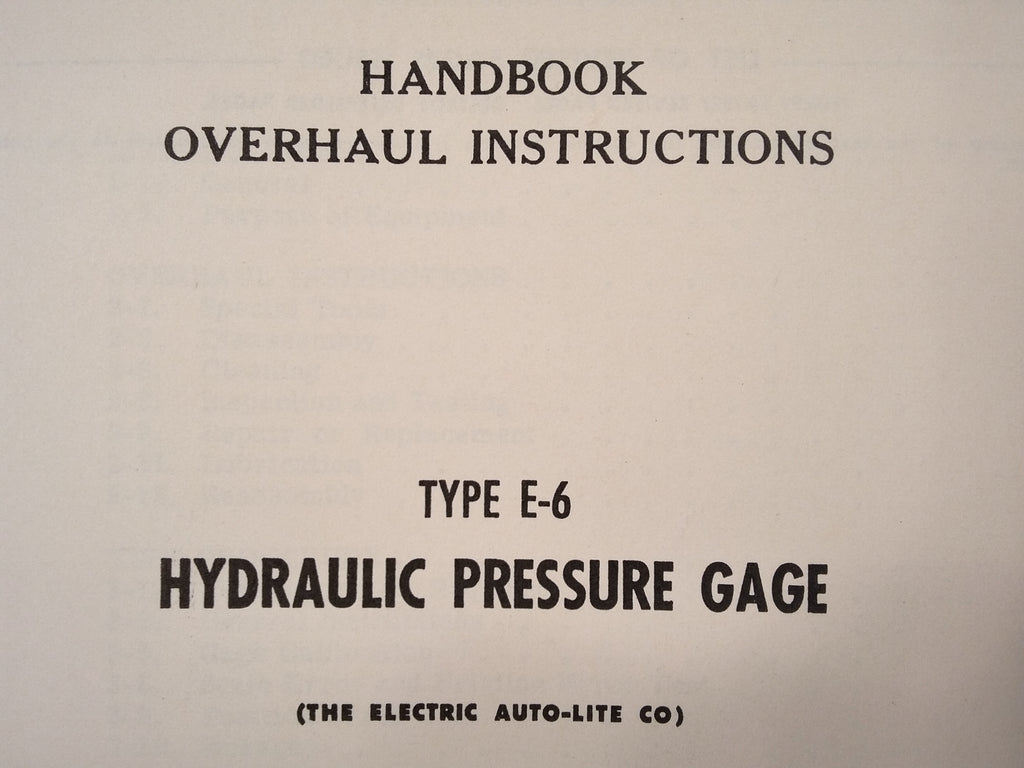 HANDBOOK
OVERHAUL INSTRUCTIONS
TYPE E-6
HYDRAULIC PRESSURE GAGE
(THE ELECTRIC AUTO-LITE CO)